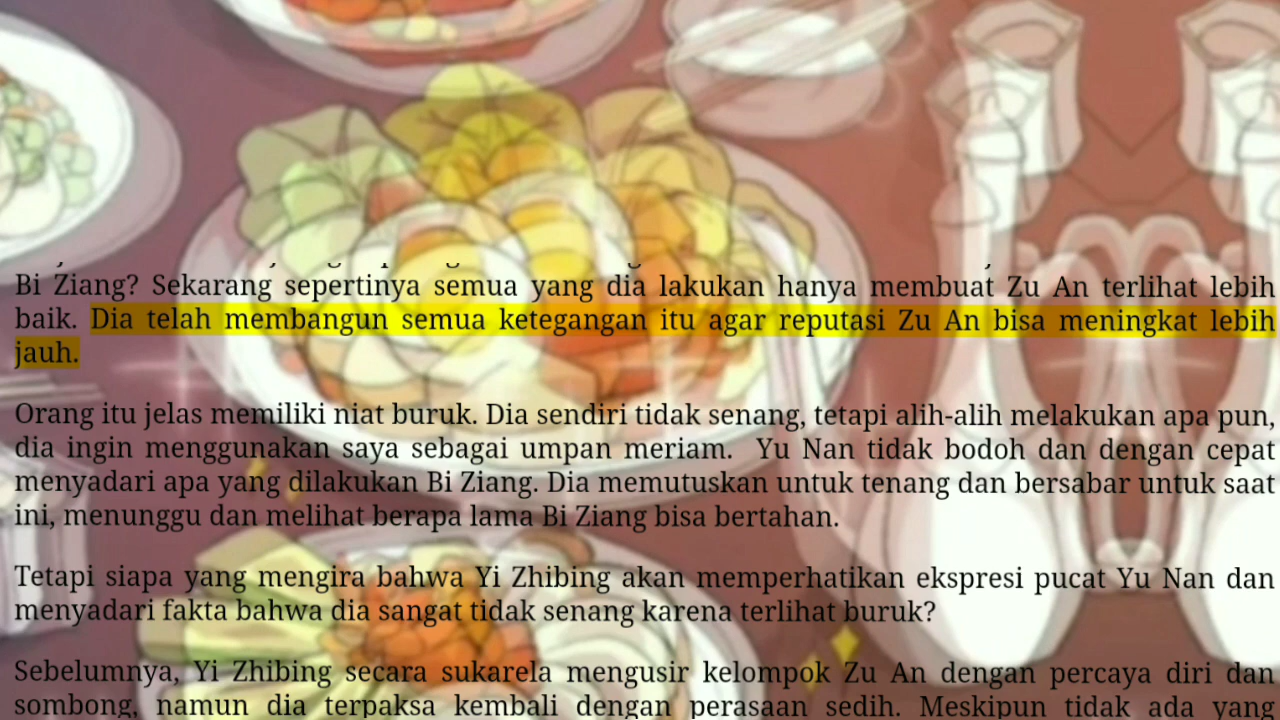 Bi Ziang? Sekarang sepertinya semua yang dia lakukan hanya membuat Zu An terlihat lebih
baik. Dia telah membangun semua ketegangan itu agar reputasi Zu An bisa meningkat lebih
jauh.
Orang itu jelas memiliki niat buruk. Dia sendiri tidak senang, tetapi alih-alih melakukan apa pun,
dia ingin menggunakan saya sebagai umpan meriam. Yu Nan tidak bodoh dan dengan cepat
menyadari apa yang dilakukan Bi Ziang. Dia memutuskan untuk tenang dan bersabar untuk saat
ini, menunggu dan melihat berapa lama Bi Ziang bisa bertahan.
Tetapi siapa yang mengira bahwa Yi Zhibing akan memperhatikan ekspresi pucat Yu Nan dan
menyadari fakta bahwa dia sangat tidak senang karena terlihat buruk?
Sebelumnya, Yi Zhibing secara sukarela mengusir kelompok Zu An dengan percaya diri dan
sombong, namun dia terpaksa kembali dengan perasaan sedih. Meskipun tidak ada yang